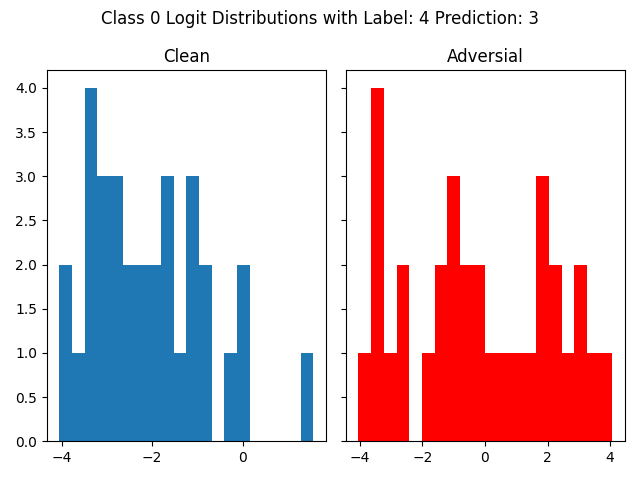 Class 0 Logit Distributions with Label: 4 Prediction: 3
Clean
Adversial
4.0
3.5
3.0
2.5
2.0
1.5
1.0
0.5
0.0
−4 −2 0
−4 −2 0 2 4